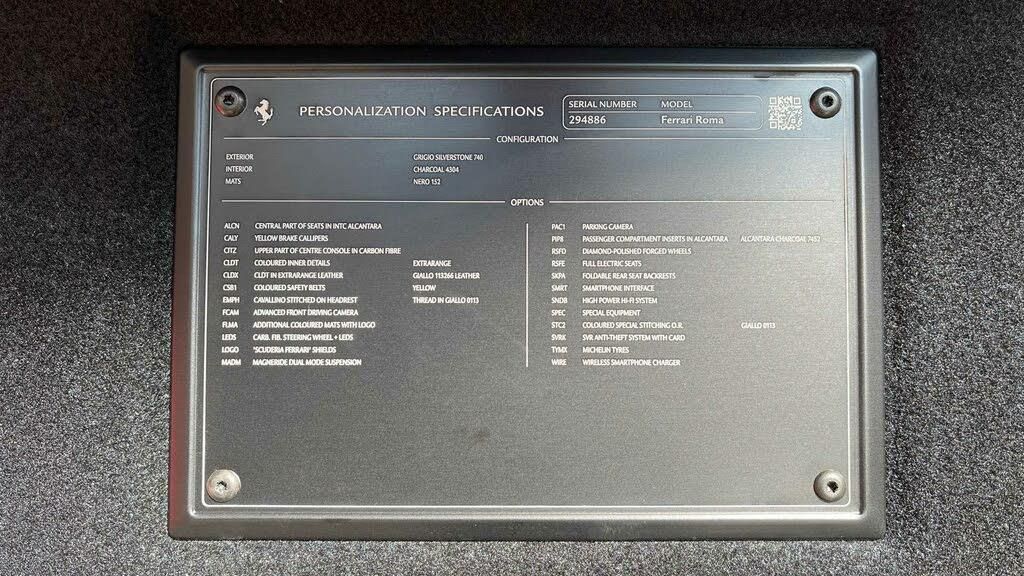 PERSONALIZATION SPECIFICATIONS
SERIAL NUMBER MODEL
294886 Ferrari Roma
CONFIGURATION
EXTERIOR GRIGIO SILVERSTONE 740
INTERIOR CHARCOAL 4304
MATS NERO 152
OPTIONS
ALCN CENTRAL PART OF SEATS IN INTC ALCANTARA
CALY YELLOW BRAKE CALLIPERS
CITZ UPPER PART OF CENTRE CONSOLE IN CARBON FIBRE
CLDT COLOURED INNER DETAILS EXTRARANGE
CLDX CLDT IN EXTRARANGE LEATHER GIALLO 113266 LEATHER
CSB1 COLOURED SAFETY BELTS YELLOW
EMPH CAVALLINO STITCHED ON HEADREST THREAD IN GIALLO 0113
FCAM ADVANCED FRONT DRIVING CAMERA
FLMA ADDITIONAL COLOURED MATS WITH LOGO
LEDS CARB. FIB. STEERING WHEEL + LEDS
LOGO "SCUDERIA FERRARI" SHIELDS
MADM MAGNERIDE DUAL MODE SUSPENSION
PAC1 PARKING CAMERA
PIP8 PASSENGER COMPARTMENT INSERTS IN ALCANTARA ALCANTARA CHARCOAL 7452
RSFD DIAMOND-POLISHED FORGED WHEELS
RSFE FULL ELECTRIC SEATS
SKPA FOLDABLE REAR SEAT BACKRESTS
SMRT SMARTPHONE INTERFACE
SND8 HIGH POWER HI-FI SYSTEM
SPEC SPECIAL EQUIPMENT
STC2 COLOURED SPECIAL STITCHING O.R. GIALLO 0113
SVRX SVR ANTI-THEFT SYSTEM WITH CARD
TYMX MICHELIN TYRES
WIRE WIRELESS SMARTPHONE CHARGER